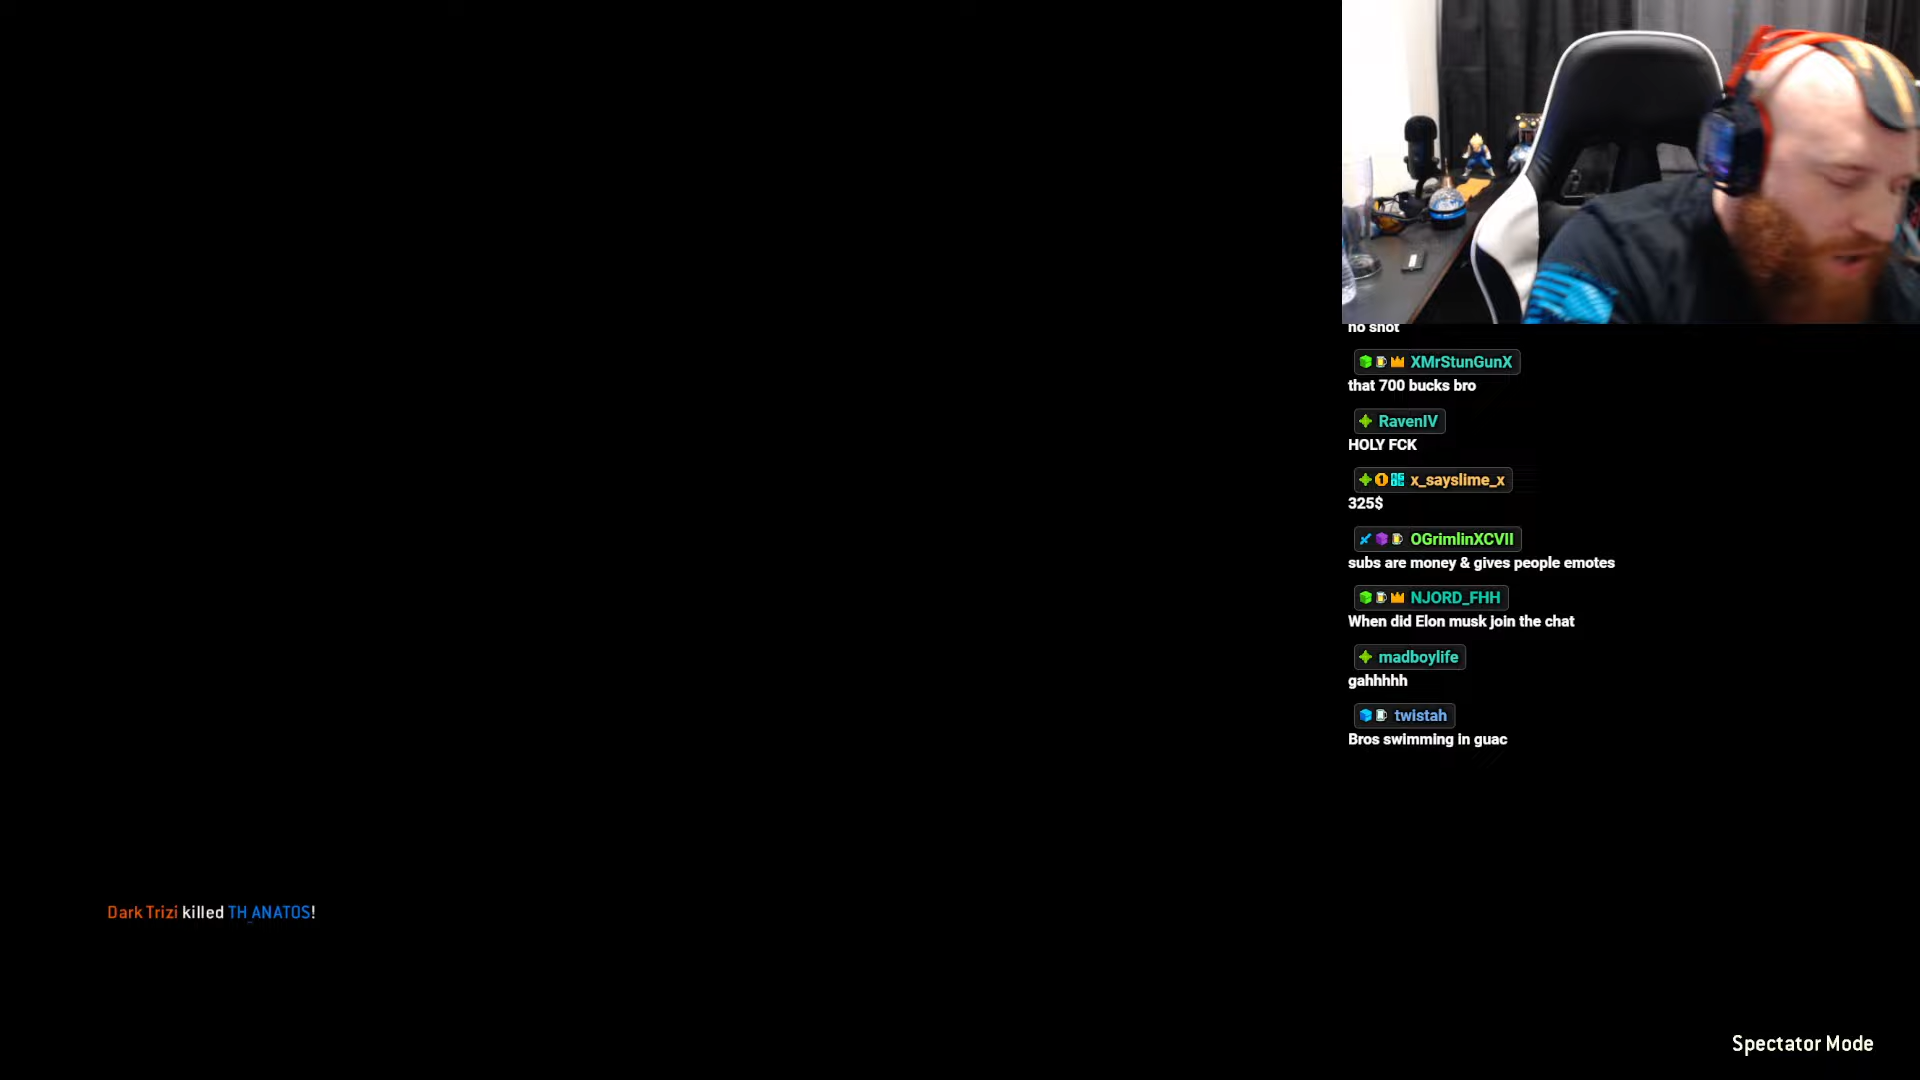 no shot
XMrStunGunX
that 700 bucks bro
RavenIV
HOLY FCK
x_sayslime_x
325$
OGrimlinXCVII
subs are money & gives people emotes
NJORD_FHH
When did Elon musk join the chat
madboylife
gahhhhh
twistah
Bros swimming in guac
Dark Trizi killed TH_ANATOS!
Spectator Mode